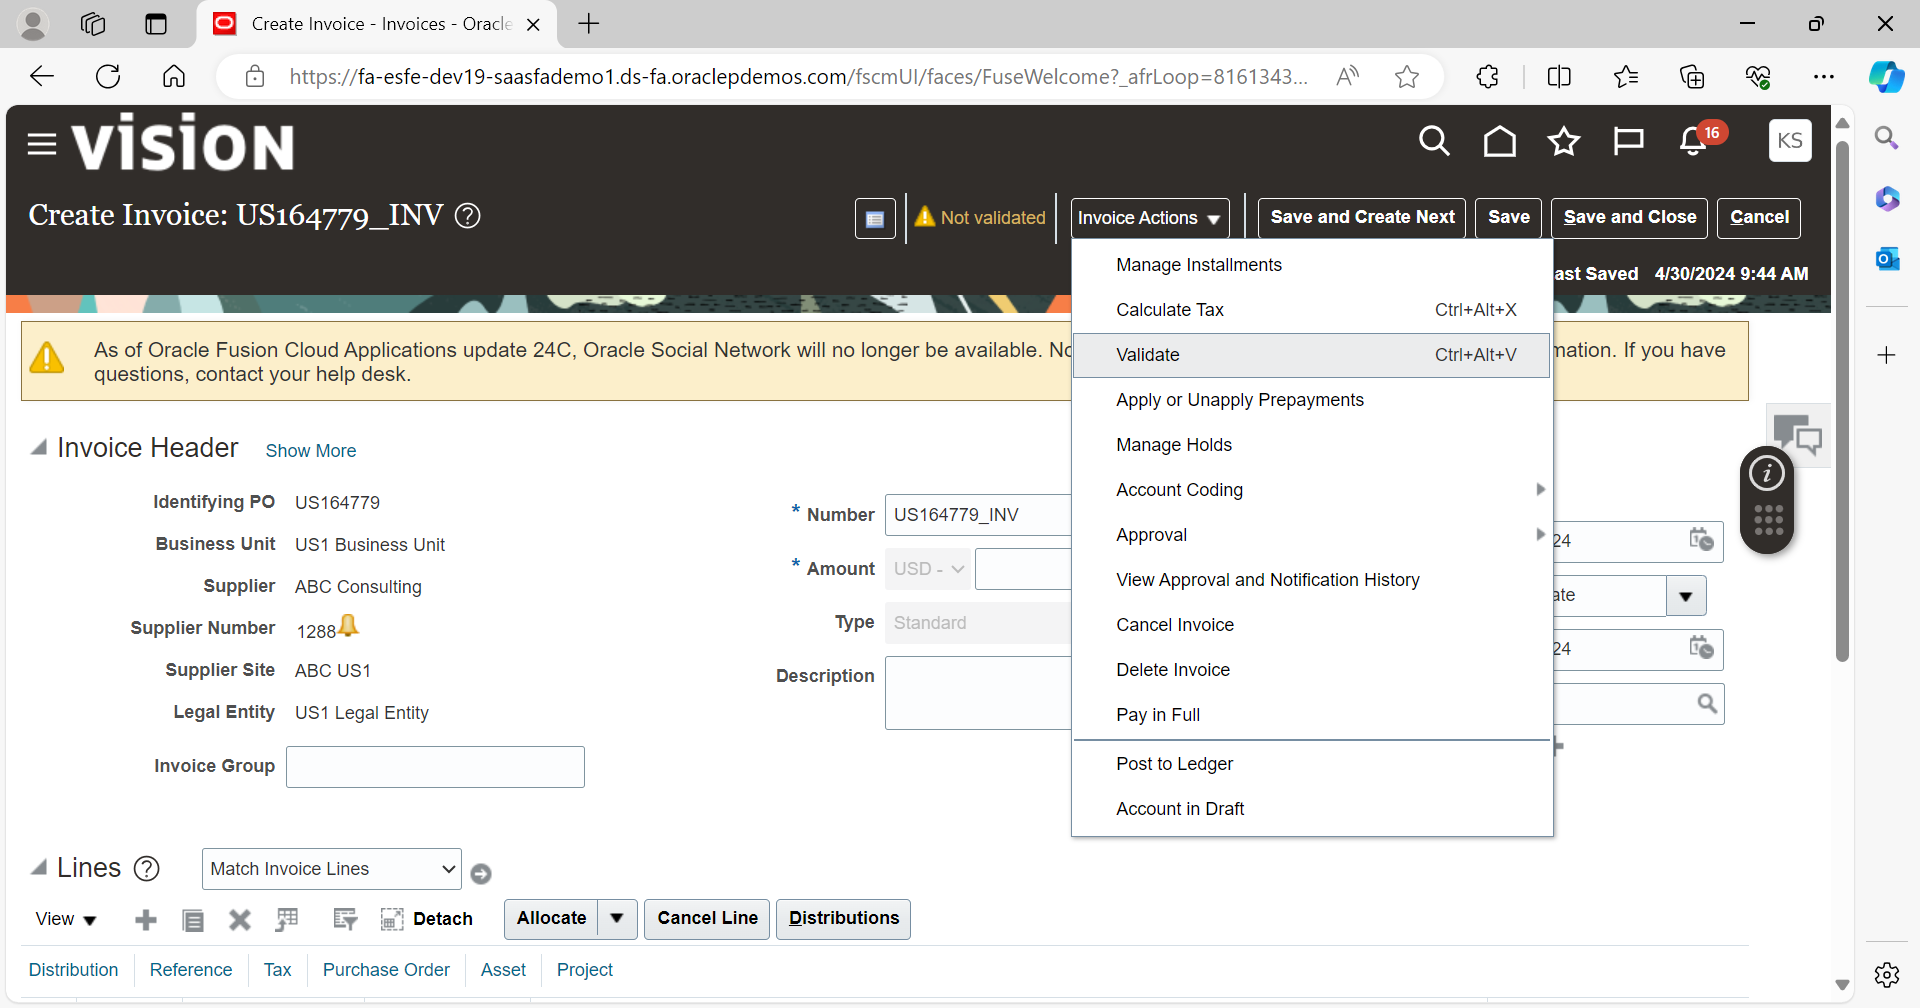 Create Invoice - Invoices - Oracle
https://fa-esfe-dev19-saasfademo1.ds-fa.oraclepdemos.com/fscmUI/faces/FuseWelcome?_afrLoop=8161343...
VISION
16
KS
Create Invoice: US164779_INV
Not validated
Invoice Actions
Save and Create Next
Save
Save and Close
Cancel
ast Saved 4/30/2024 9:44 AM
Manage Installments
Calculate Tax Ctrl+Alt+X
Validate Ctrl+Alt+V
Apply or Unapply Prepayments
Manage Holds
Account Coding
Approval
View Approval and Notification History
Cancel Invoice
Delete Invoice
Pay in Full
Post to Ledger
Account in Draft
As of Oracle Fusion Cloud Applications update 24C, Oracle Social Network will no longer be available. No mation. If you have
questions, contact your help desk.
Invoice Header Show More
Identifying PO US164779
Business Unit US1 Business Unit
Supplier ABC Consulting
Supplier Number 1288
Supplier Site ABC US1
Legal Entity US1 Legal Entity
Invoice Group
* Number US164779_INV
* Amount USD -
Type Standard
Description
24
ate
24
Lines Match Invoice Lines
View Detach Allocate Cancel Line Distributions
Distribution Reference Tax Purchase Order Asset Project